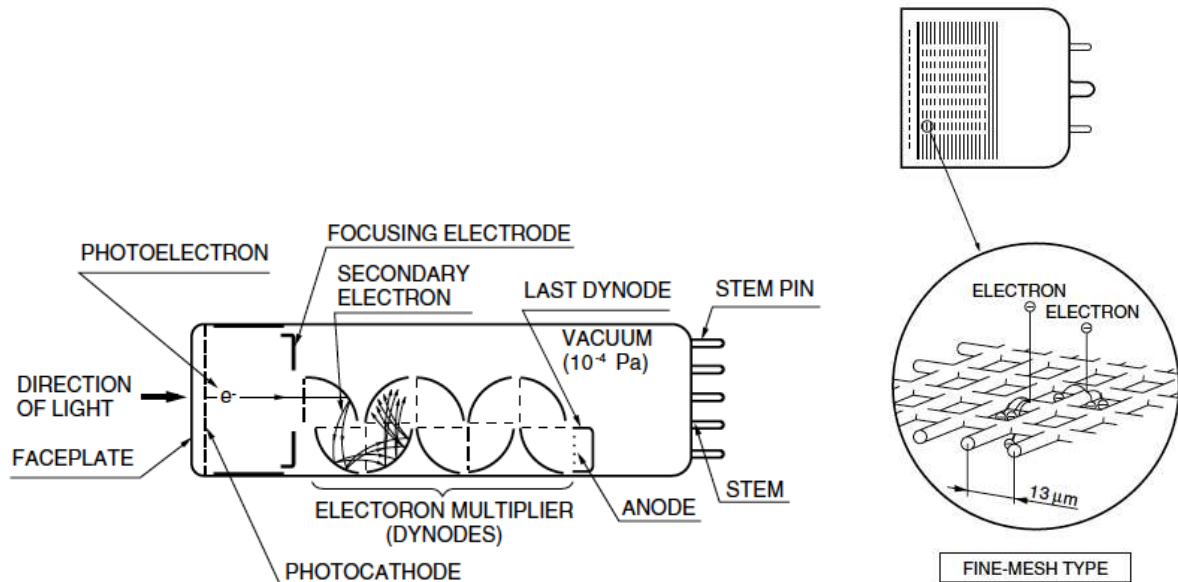 FOCUSING ELECTRODE
PHOTOELECTRON
SECONDARY
ELECTRON
LAST DYNODE
STEM PIN
VACUUM
(10⁻⁴ Pa)
DIRECTION
OF LIGHT
e⁻
FACEPLATE
STEM
ANODE
ELECTORON MULTIPLIER
(DYNODES)
PHOTOCATHODE
ELECTRON
ELECTRON
13 µm
FINE-MESH TYPE